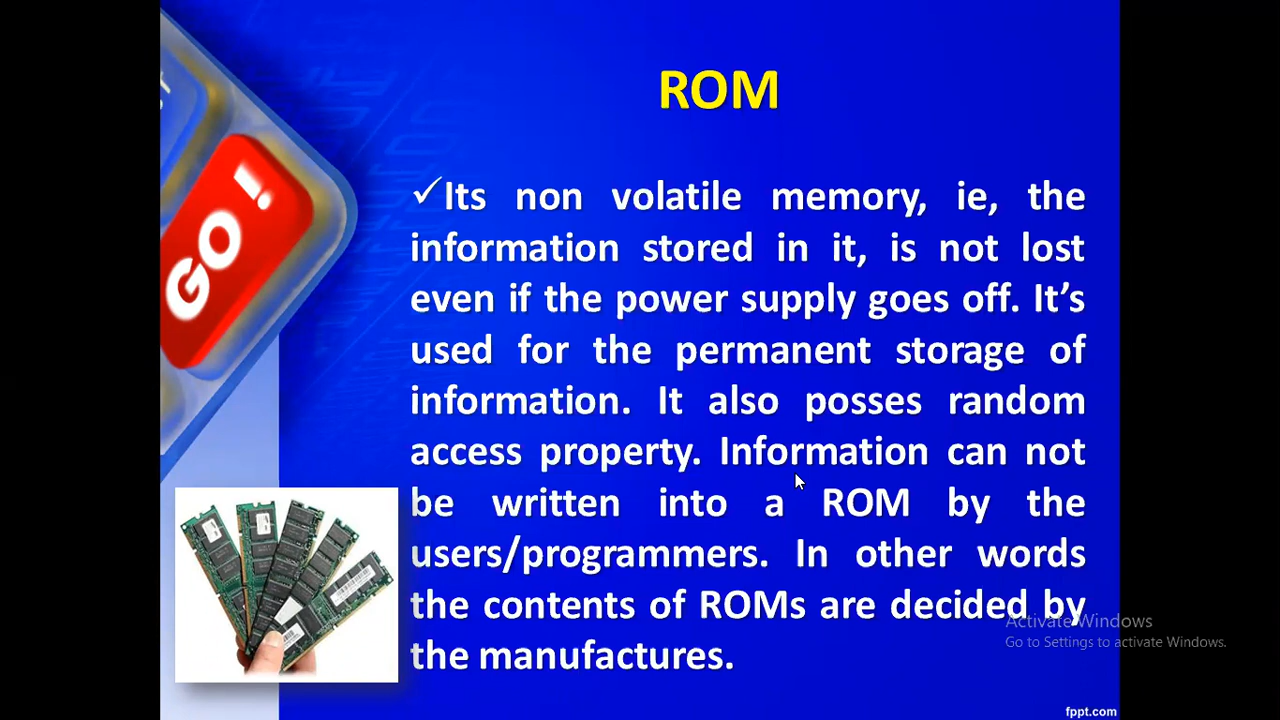 ROM
GO !
✓Its non volatile memory, ie, the
information stored in it, is not lost
even if the power supply goes off. It’s
used for the permanent storage of
information. It also posses random
access property. Information can not
be written into a ROM by the
users/programmers. In other words
the contents of ROMs are decided by
the manufactures.
Activate Windows
Go to Settings to activate Windows.
fppt.com